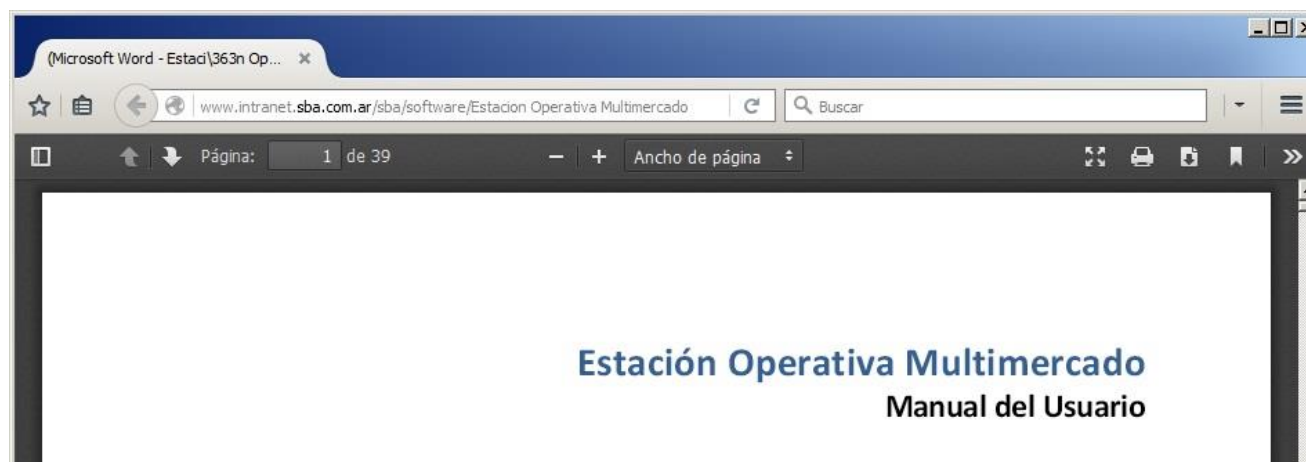 (Microsoft Word - Estaci\363n Op...
www.intranet.sba.com.ar/sba/software/Estacion Operativa Multimercado
Buscar
Página: 1 de 39
Ancho de página
Estación Operativa Multimercado
Manual del Usuario